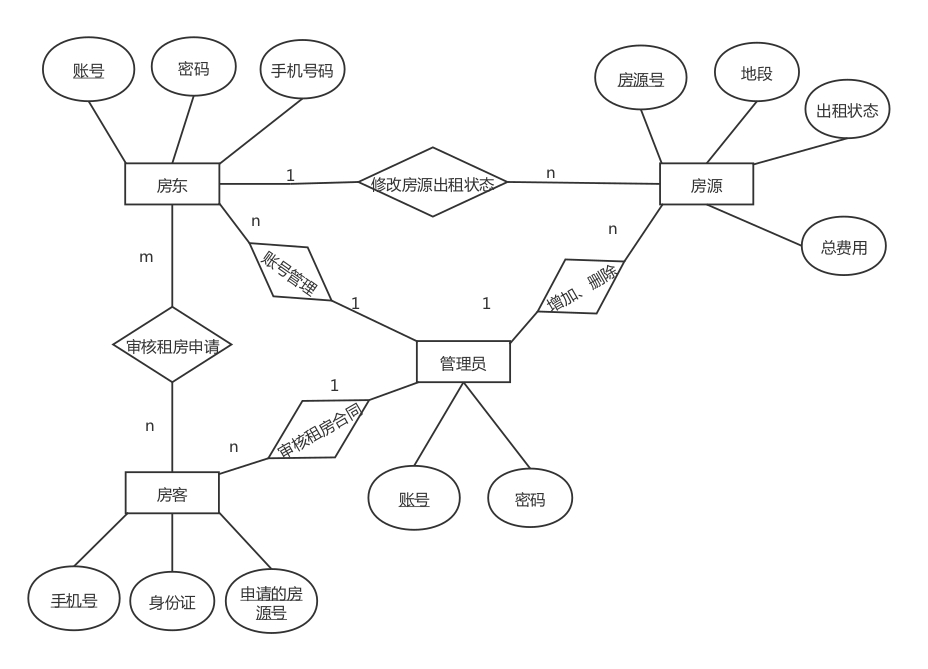 账号
密码
手机号码
房源号
地段
出租状态
房东
1
修改房源出租状态
n
房源
n
n
总费用
m
账号管理
增加、删除
1
1
审核租房申请
管理员
1
审核租房合同
n
n
房客
账号
密码
手机号
身份证
申请的房
源号